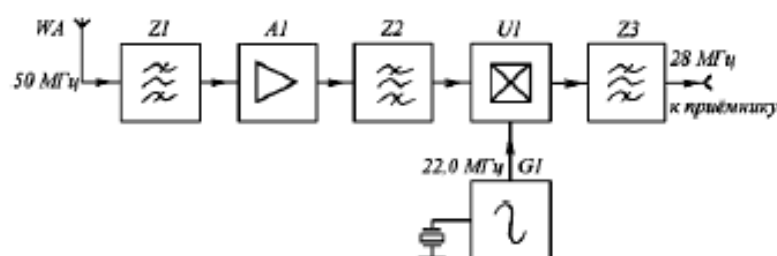 WA Z1 A1 Z2 U1 Z3
50 МГц
28 МГц
к приёмнику
22.0 МГц G1